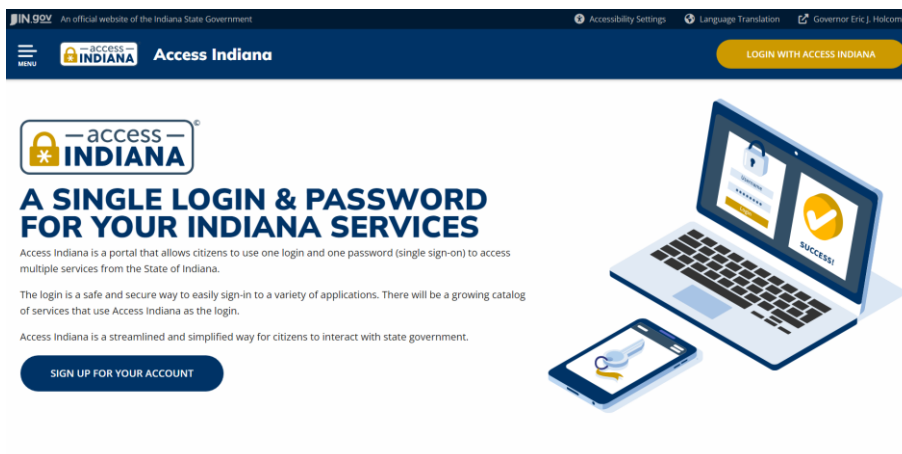 IN.gov An official website of the Indiana State Government
Accessibility Settings Language Translation Governor Eric J. Holcom
MENU
access
INDIANA
Access Indiana
LOGIN WITH ACCESS INDIANA
access ©
INDIANA
A SINGLE LOGIN & PASSWORD
FOR YOUR INDIANA SERVICES
Access Indiana is a portal that allows citizens to use one login and one password (single sign-on) to access
multiple services from the State of Indiana.
The login is a safe and secure way to easily sign-in to a variety of applications. There will be a growing catalog
of services that use Access Indiana as the login.
Access Indiana is a streamlined and simplified way for citizens to interact with state government.
SIGN UP FOR YOUR ACCOUNT
Username
********
Login
SUCCESS!